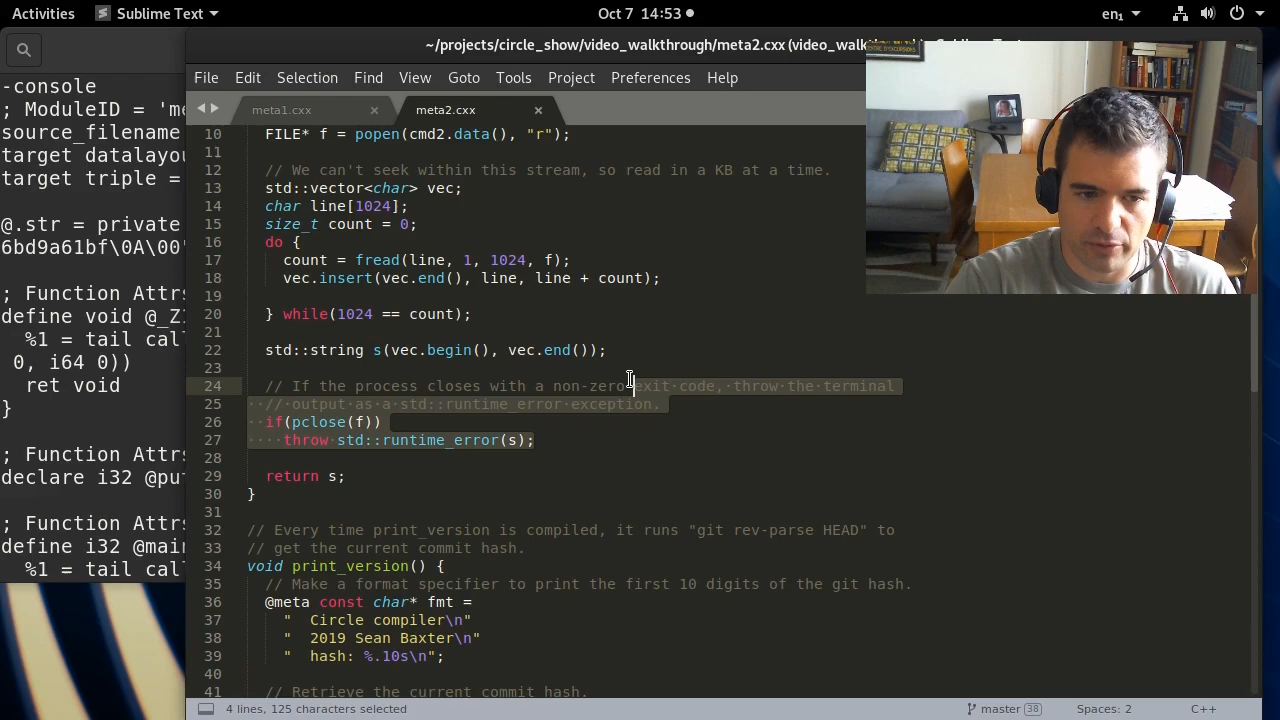 Activities
Sublime Text
Oct 7 14:53
en₁
~/projects/circle_show/video_walkthrough/meta2.cxx
File Edit Selection Find View Goto Tools Project Preferences Help
meta1.cxx
meta2.cxx
-console
; ModuleID =
source_filename
target
target triple =
@.str = private
6bd9a61bf\0A\00'
; Function Attrs
define void
%1 = tail call
0, i64 0))
ret void
}
; Function Attrs
declare i32
; Function Attrs
define i32
%1 = tail call
10 FILE* f = popen(cmd2.data(), "r");
11
12 // We can't seek within this stream, so read in a KB at a time.
13 std::vector<char> vec;
14 char line[1024];
15 size_t count = 0;
16 do {
17 count = fread(line, 1, 1024, f);
18 vec.insert(vec.end(), line, line + count);
19
20 } while(1024 == count);
21
22 std::string s(vec.begin(), vec.end());
23
24 // If the process closes with a non-zero exit code, throw the terminal
25 // output as a std::runtime_error exception.
26 if(pclose(f))
27 throw std::runtime_error(s);
28
29 return s;
30 }
31
32 // Every time print_version is compiled, it runs "git rev-parse HEAD" to
33 // get the current commit hash.
34 void print_version() {
35 // Make a format specifier to print the first 10 digits of the git hash.
36 @meta const char* fmt =
37 "  Circle compiler\n"
38 "  2019 Sean Baxter\n"
39 "  hash: %.10s\n";
40
41 // Retrieve the current commit hash.
4 lines, 125 characters selected
master 38
Spaces: 2
C++